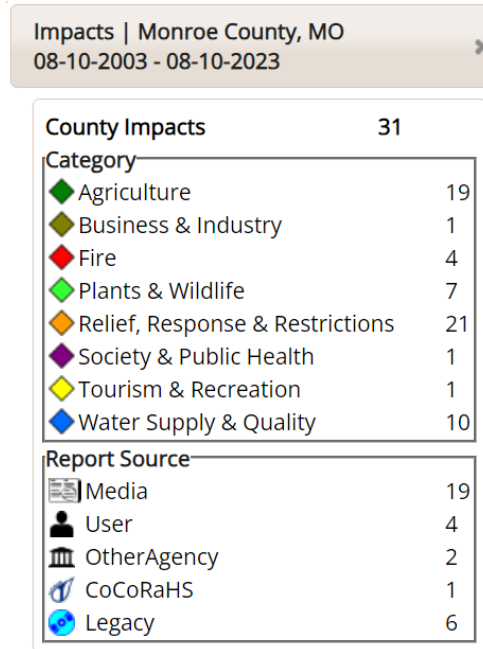 Impacts | Monroe County, MO
08-10-2003 - 08-10-2023
County Impacts 31
Category
Agriculture 19
Business & Industry 1
Fire 4
Plants & Wildlife 7
Relief, Response & Restrictions 21
Society & Public Health 1
Tourism & Recreation 1
Water Supply & Quality 10
Report Source
Media 19
User 4
OtherAgency 2
CoCoRaHS 1
Legacy 6